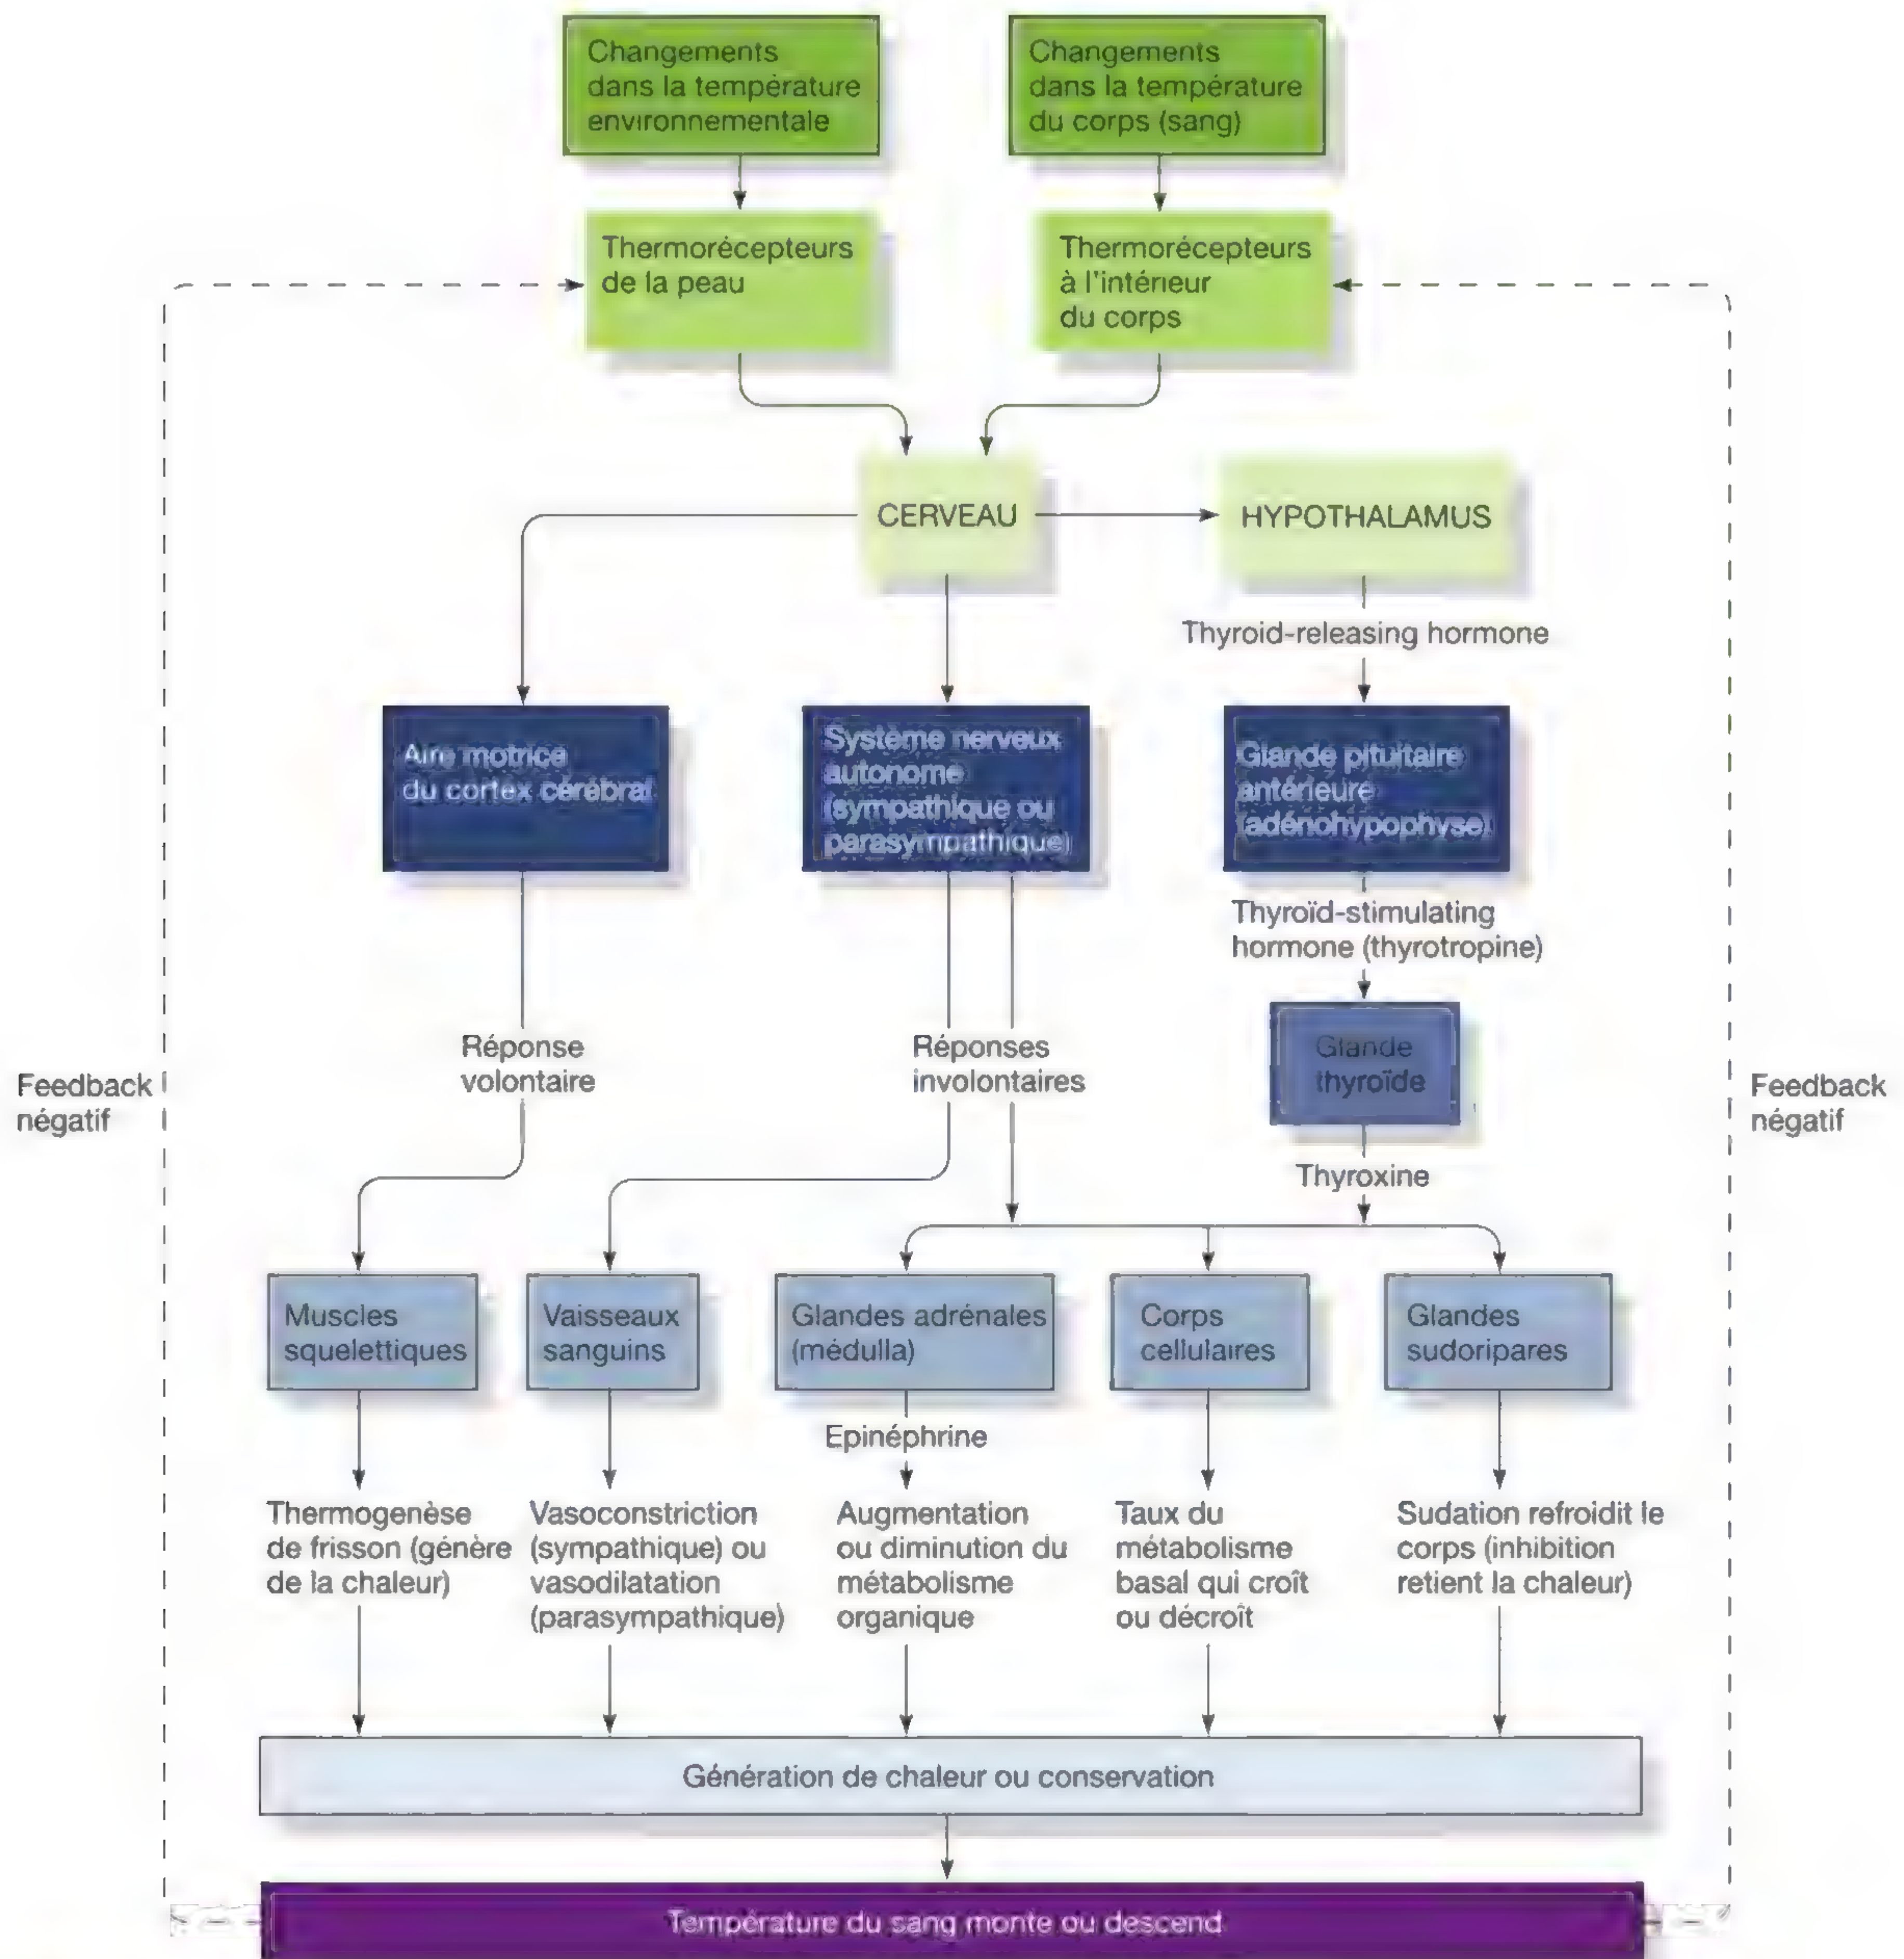 Changements
dans la température
environnementale
Changements
dans la température
du corps (sang)
Thermorécepteurs
de la peau
Thermorécepteurs
à l'intérieur
du corps
CERVEAU
HYPOTHALAMUS
Thyroid-releasing hormone
Aire motrice
du cortex cérébral
Système nerveux
autonome
(sympathique ou
parasympathique)
Glande pituitaire
antérieure
(adénohypophyse)
Thyroïd-stimulating
hormone (thyrotropine)
Réponse
volontaire
Réponses
involontaires
Glande
thyroïde
Feedback
négatif
Feedback
négatif
Thyroxine
Muscles
squelettiques
Vaisseaux
sanguins
Glandes adrénales
(médulla)
Corps
cellulaires
Glandes
sudoripares
Epinéphrine
Thermogenèse
de frisson (génère
de la chaleur)
Vasoconstriction
(sympathique) ou
vasodilatation
(parasympathique)
Augmentation
ou diminution du
métabolisme
organique
Taux du
métabolisme
basal qui croît
ou décroît
Sudation refroidit le
corps (inhibition
retient la chaleur)
Génération de chaleur ou conservation
Température du sang monte ou descend